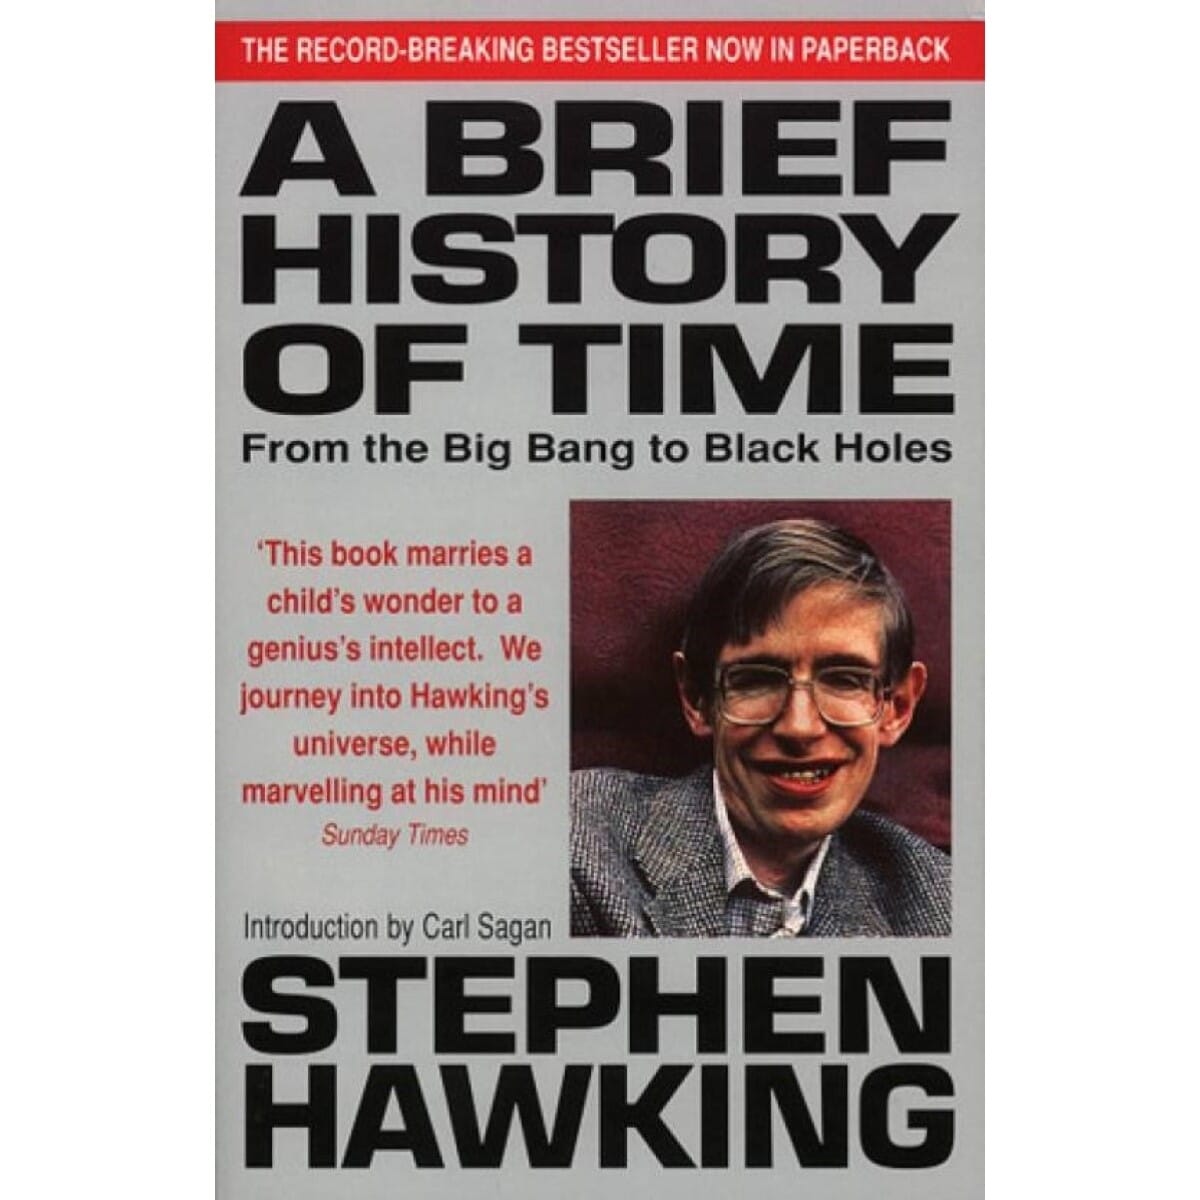 THE RECORD-BREAKING BESTSELLER NOW IN PAPERBACK
A BRIEF
HISTORY
OF TIME
From the Big Bang to Black Holes
‘This book marries a
child’s wonder to a
genius’s intellect. We
journey into Hawking’s
universe, while
marvelling at his mind’
Sunday Times
Introduction by Carl Sagan
STEPHEN
HAWKING